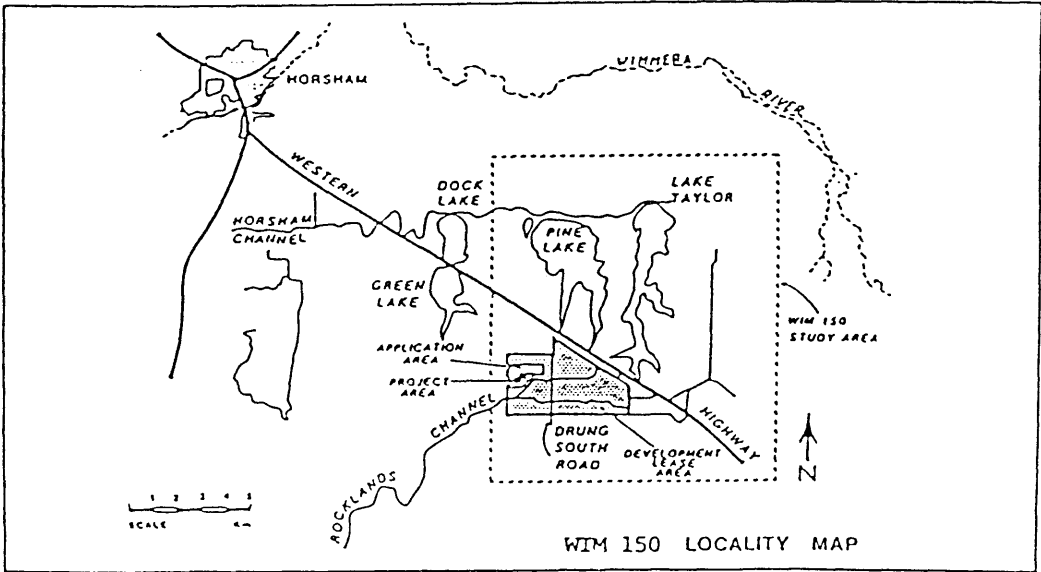 HORSHAM
WIMMERA
RIVER
WESTERN
DOCK
LAKE
LAKE
TAYLOR
HORSHAM
CHANNEL
PINE
LAKE
GREEN
LAKE
WIM 150
STUDY AREA
APPLICATION
AREA
PROJECT
AREA
CHANNEL
HIGHWAY
DRUNG
SOUTH
ROAD
DEVELOPMENT
LEASE
AREA
N
ROCKLANDS
1 2 3 4 5
SCALE Km
WIM 150 LOCALITY MAP